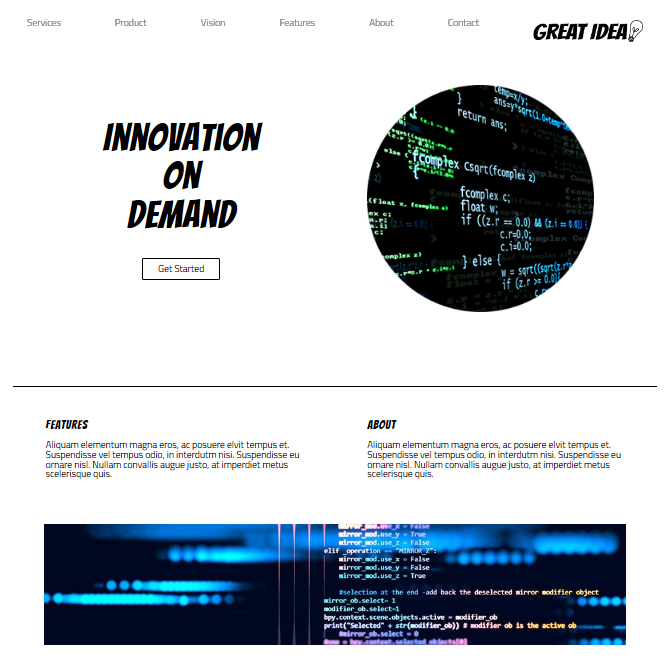 Services Product Vision Features About Contact GREAT IDEA
INNOVATION
ON
DEMAND
Get Started
temp=x/y;
}
return ans;
fcomplex Csqrt(fcomplex z)
{
fcomplex c;
float w;
if ((z.r == 0.0) && (z.i == 0.0)){
c.r=0.0;
c.i=0.0;
} else {
w = sqrt((sqrt(z.r
if (z.r >= 0.0){
FEATURES
Aliquam elementum magna eros, ac posuere elvit tempus et.
Suspendisse vel tempus odio, in interdutm nisi. Suspendisse eu
ornare nisl. Nullam convallis augue justo, at imperdiet metus
scelerisque quis.
ABOUT
Aliquam elementum magna eros, ac posuere elvit tempus et.
Suspendisse vel tempus odio, in interdutm nisi. Suspendisse eu
ornare nisl. Nullam convallis augue justo, at imperdiet metus
scelerisque quis.
mirror_mod.use_x = False
mirror_mod.use_y = True
mirror_mod.use_z = False
elif _operation == "MIRROR_Z":
mirror_mod.use_x = False
mirror_mod.use_y = False
mirror_mod.use_z = True
#selection at the end -add back the deselected mirror modifier object
mirror_ob.select= 1
modifier_ob.select=1
bpy.context.scene.objects.active = modifier_ob
print("Selected" + str(modifier_ob)) # modifier ob is the active ob
#mirror_ob.select = 0